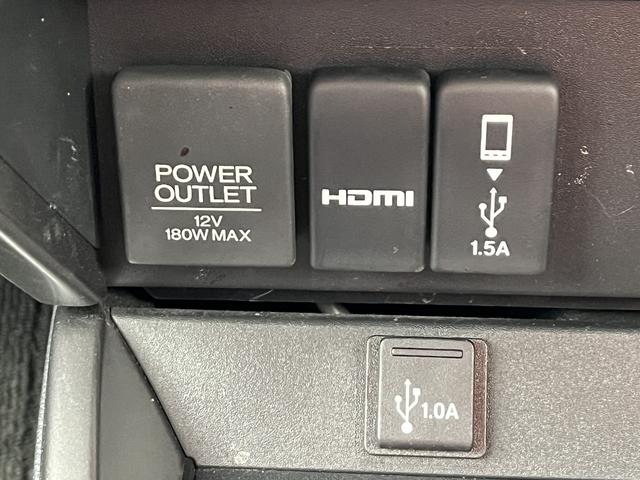 POWER
OUTLET
12V
180W MAX
HDMI
1.5A
1.0A